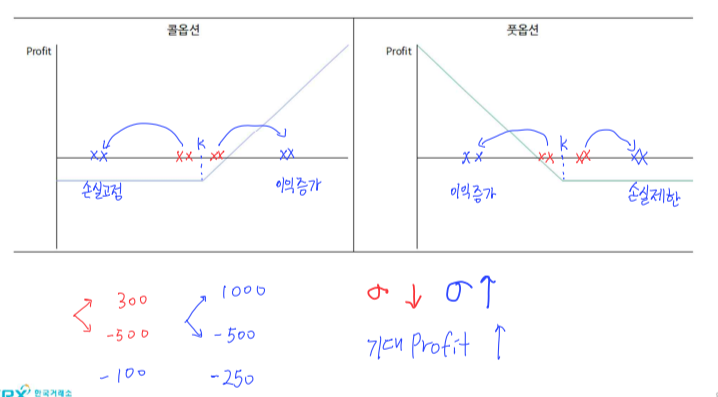 콜옵션
풋옵션
Profit
Profit
xx xx K xx xx
xx xx K xx xx
손실고정
이익증가
이익증가
손실제한
300
-500
-100
1000
-500
-250
σ ↓ σ ↑
기대 Profit ↑
KRX 한국거래소